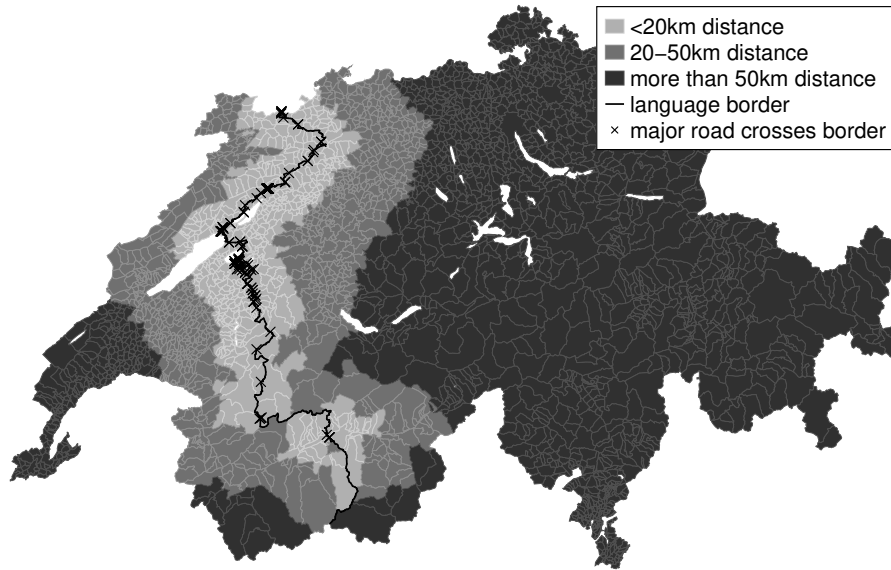 <20km distance
20−50km distance
more than 50km distance
language border
major road crosses border